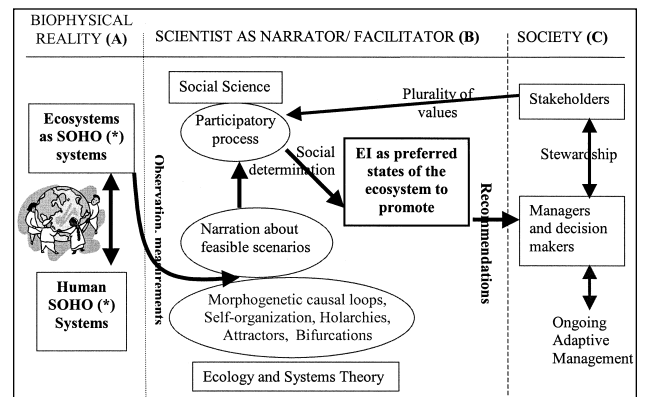 BIOPHYSICAL
REALITY (A)
SCIENTIST AS NARRATOR/ FACILITATOR (B)
SOCIETY (C)
Social Science
Participatory
process
Plurality of
values
Stakeholders
Ecosystems
as SOHO (*)
systems
Social
determination
EI as preferred
states of the
ecosystem to
promote
Stewardship
Observation, measurements
Recommendations
Narration about
feasible scenarios
Managers
and decision
makers
Human
SOHO (*)
Systems
Morphogenetic causal loops,
Self-organization, Holarchies,
Attractors, Bifurcations
Ongoing
Adaptive
Management
Ecology and Systems Theory